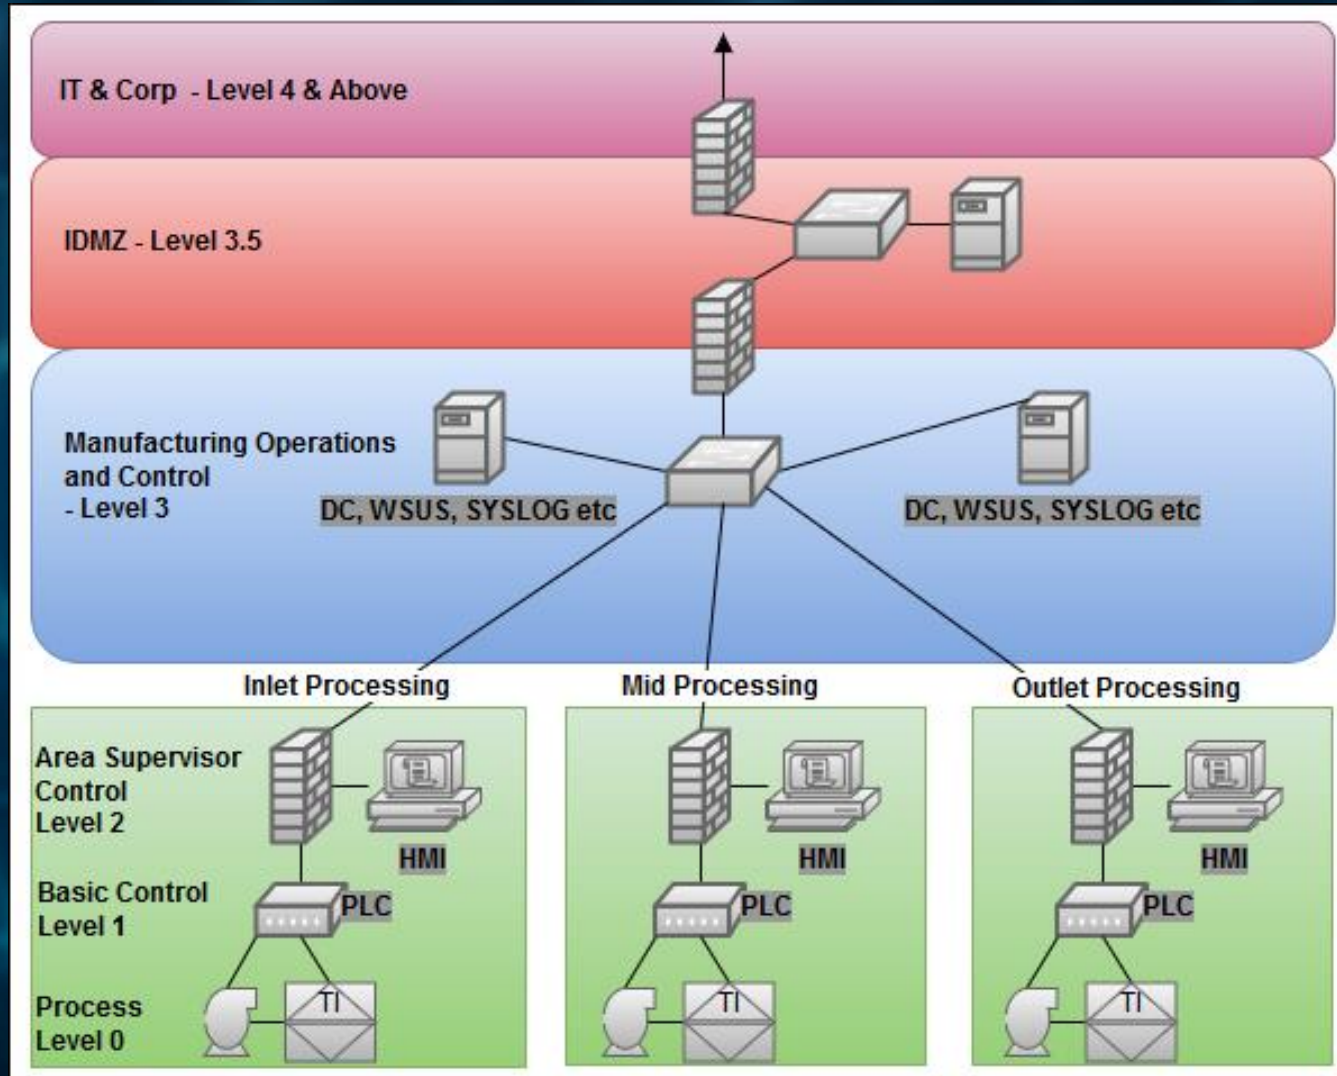 IT & Corp - Level 4 & Above
IDMZ - Level 3.5
Manufacturing Operations
and Control
- Level 3
DC, WSUS, SYSLOG etc
DC, WSUS, SYSLOG etc
Inlet Processing
Mid Processing
Outlet Processing
Area Supervisor
Control
Level 2
HMI
HMI
HMI
Basic Control
Level 1
PLC
PLC
PLC
Process
Level 0
TI
TI
TI